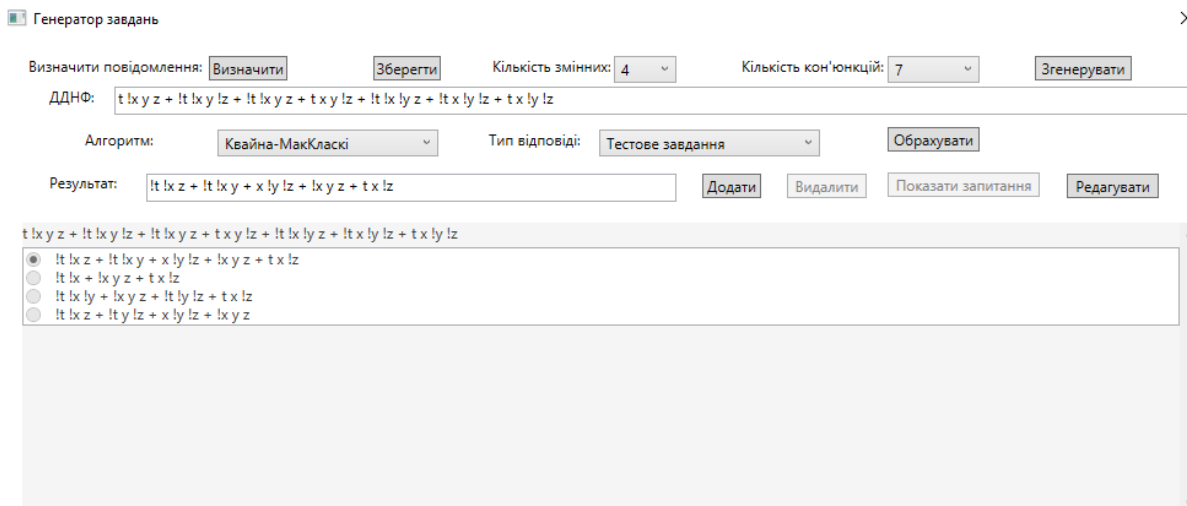 Генератор завдань
Визначити повідомлення: Визначити Зберегти Кількість змінних: 4 Кількість кон'юнкцій: 7 Згенерувати
ДДНФ: t !x y z + !t !x y !z + !t !x y z + t x y !z + !t !x !y z + !t x !y !z + t x !y !z
Алгоритм: Квайна-МакКласкі Тип відповіді: Тестове завдання Обрахувати
Результат: !t !x z + !t !x y + x !y !z + !x y z + t x !z Додати Видалити Показати запитання Редагувати
t !x y z + !t !x y !z + !t !x y z + t x y !z + !t !x !y z + !t x !y !z + t x !y !z
!t !x z + !t !x y + x !y !z + !x y z + t x !z
!t !x + !x y z + t x !z
!t !x !y + !x y z + !t !y !z + t x !z
!t !x z + !t y !z + x !y !z + !x y z